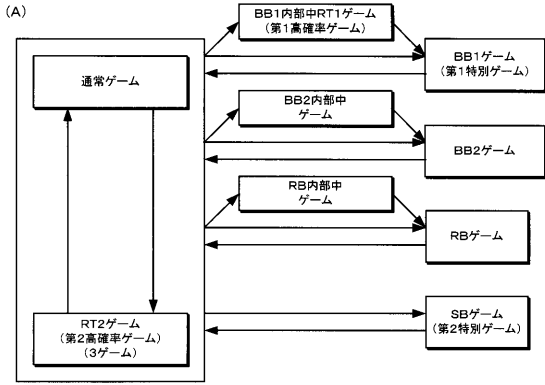 (A)
BB1内部中RT1ゲーム
(第1高確率ゲーム)
BB1ゲーム
(第1特別ゲーム)
通常ゲーム
BB2内部中
ゲーム
BB2ゲーム
RB内部中
ゲーム
RBゲーム
RT2ゲーム
(第2高確率ゲーム)
(3ゲーム)
SBゲーム
(第2特別ゲーム)